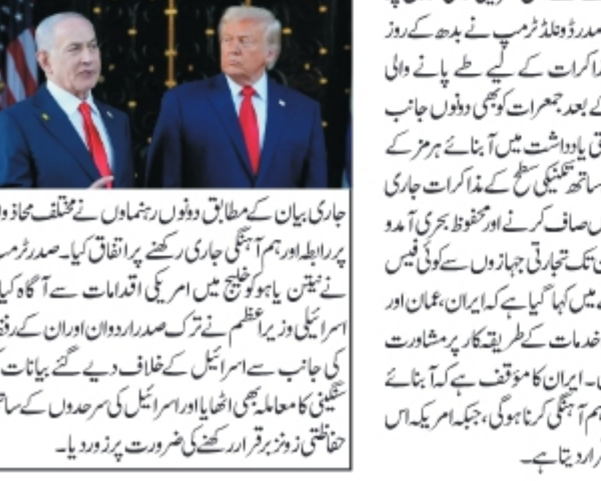 صدر ڈونلڈ ٹرمپ نے بدھ کے روز
مذاکرات کے لیے طے پانے والی
کے بعد جمعرات کو بھی دونوں جانب
یادداشت میں آبنائے ہرمز کے
ساتھ تکنیکی سطح کے مذاکرات جاری
صاف کرنے اور محفوظ بحری آمدو
تک تجارتی جہازوں سے کوئی فیس
میں کہا گیا ہے کہ ایران، عمان اور
خدمات کے طریقہ کار پر مشاورت
۔ ایران کا مؤقف ہے کہ آبنائے
ہم آہنگی کرنا ہوگی، جبکہ امریکہ اس
قرار دیتا ہے۔
جاری بیان کے مطابق دونوں رہنماوں نے مختلف محاذو
پر رابطہ اور ہم آہنگی جاری رکھنے پر اتفاق کیا۔ صدر ٹرمپ
نے نیتن یاہو کو خلیج میں امریکی اقدامات سے آگاہ کیا
اسرائیلی وزیراعظم نے ترک صدر اردوان اور ان کے رفقا
کی جانب سے اسرائیل کے خلاف دیے گئے بیانات
سنگینی کا معاملہ بھی اٹھایا اور اسرائیل کی سرحدوں کے ساتھ
حفاظتی زونز برقرار رکھنے کی ضرورت پر زور دیا۔